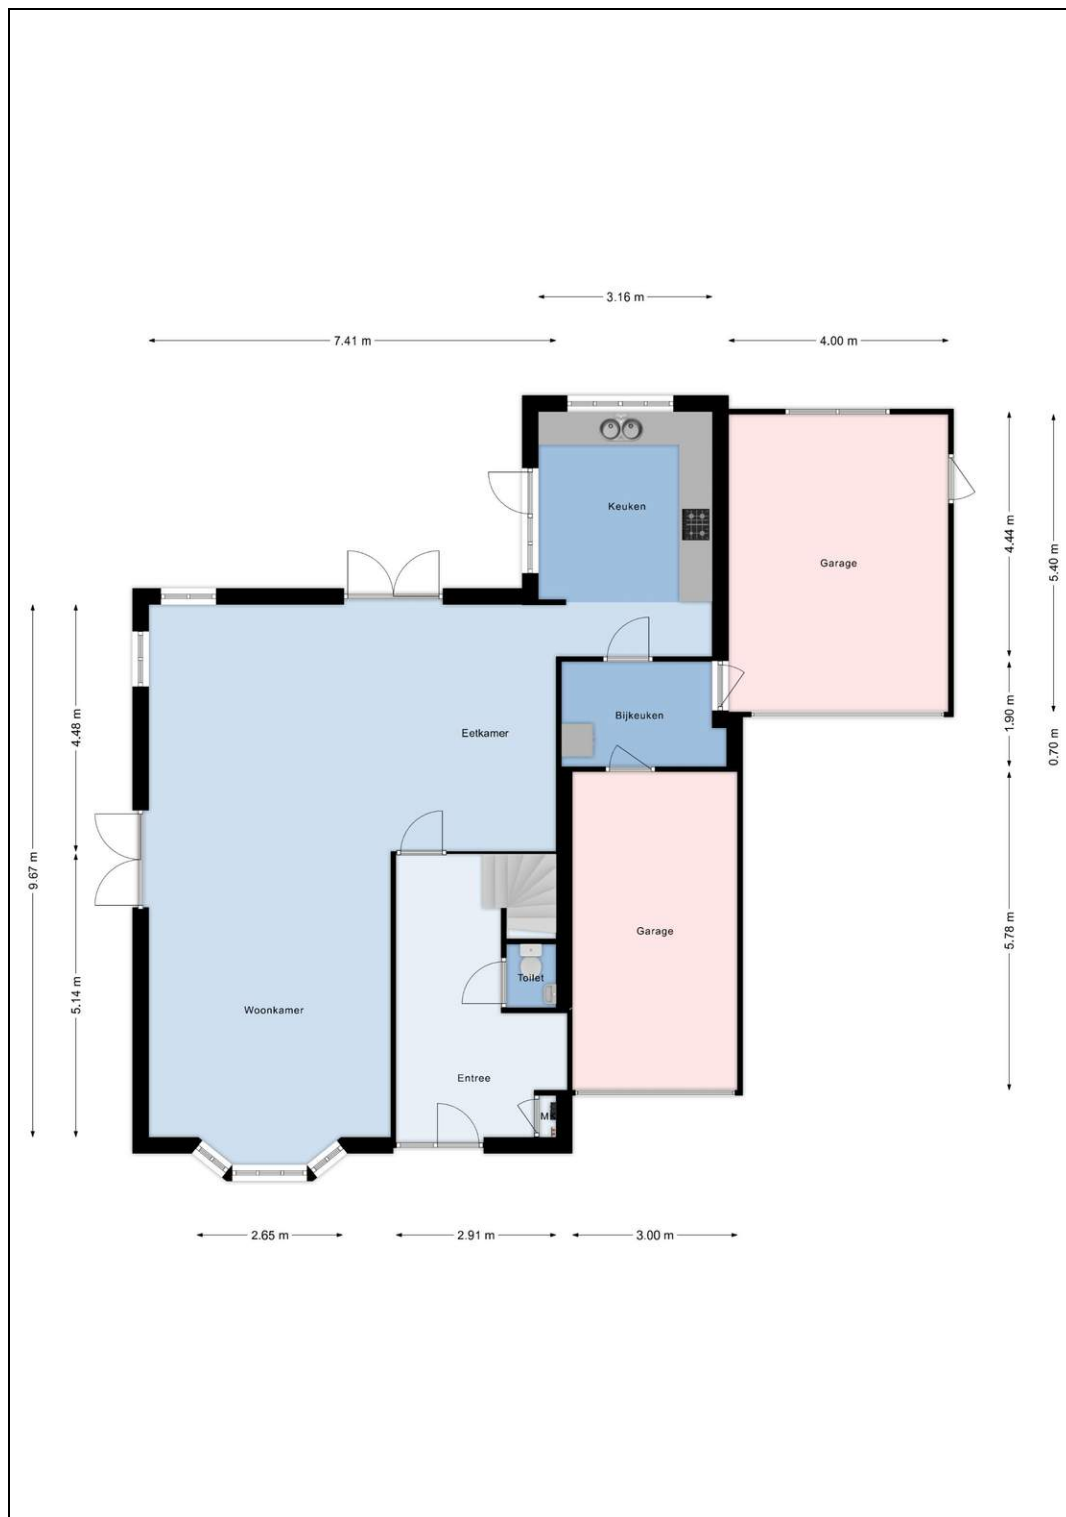 3.16 m
7.41 m
4.00 m
Keuken
4.44 m
5.40 m
Garage
4.48 m
1.90 m
Bijkeuken
Eetkamer
0.70 m
9.67 m
5.78 m
Garage
Toilet
5.14 m
Woonkamer
Entree
M
2.65 m
2.91 m
3.00 m